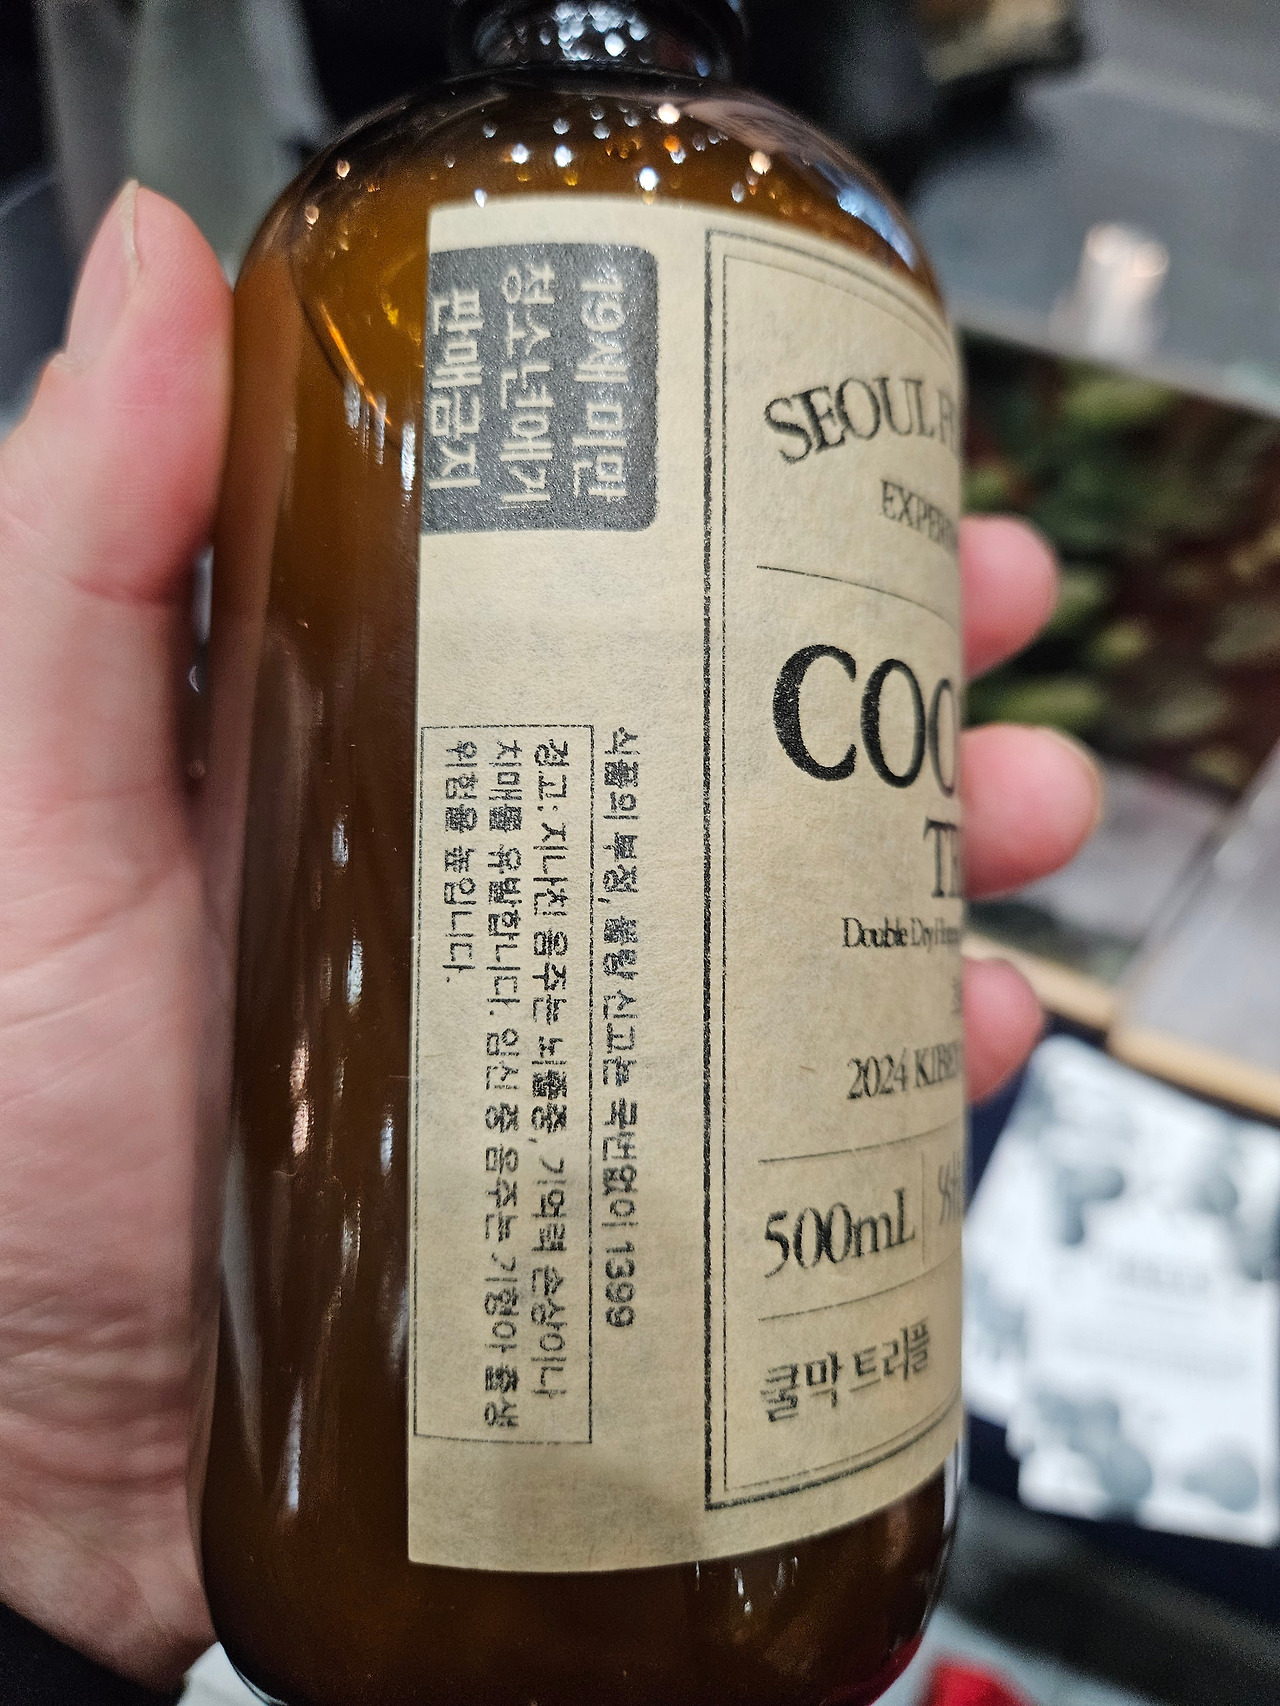 19세 미만
청소년에게
판매금지
식품의 부정, 불량 신고는 국번없이 1399
경고: 지나친 음주는 뇌졸중, 기억력 손상이나
치매를 유발합니다. 임신 중 음주는 기형아 출생
위험을 높입니다.
SEOUL
COO
Double Dry
2024
500mL
쿨막 트리플